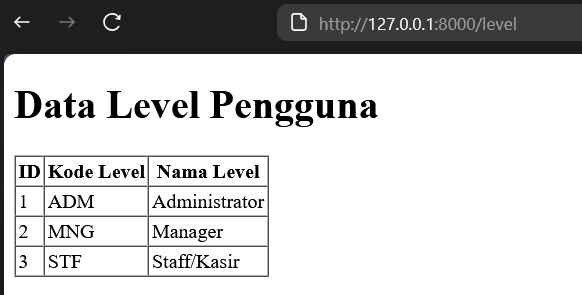 http://127.0.0.1:8000/level
Data Level Pengguna
ID Kode Level Nama Level
1 ADM Administrator
2 MNG Manager
3 STF Staff/Kasir